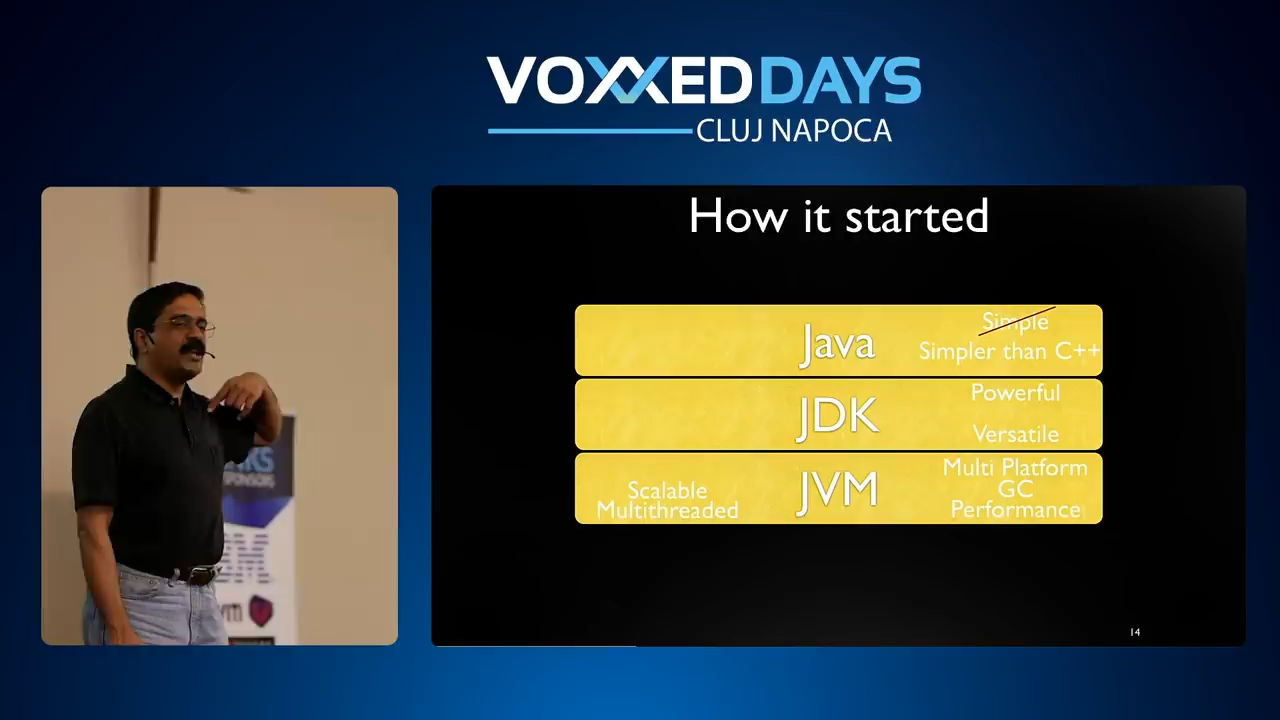 VOXXED DAYS
CLUJ NAPOCA
How it started
Java
Simple
Simpler than C++
JDK
Powerful
Versatile
Scalable
Multithreaded
JVM
Multi Platform
GC
Performance
14
SPONSORS